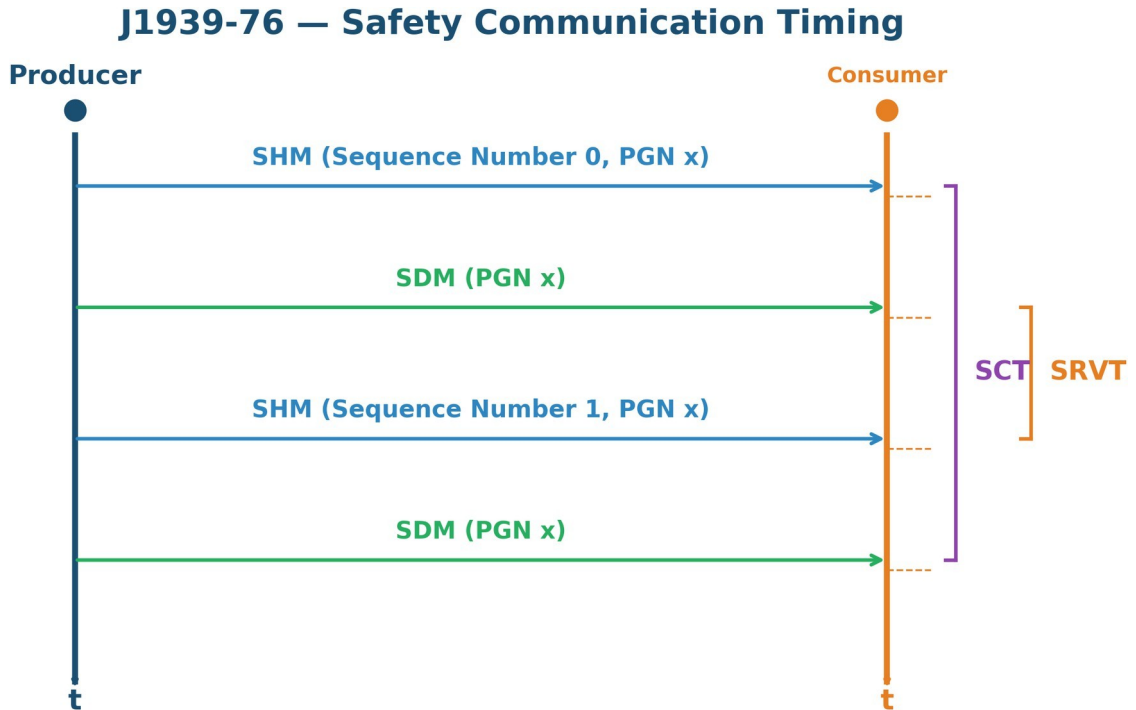 J1939-76 — Safety Communication Timing
Producer
Consumer
SHM (Sequence Number 0, PGN x)
SDM (PGN x)
SCT
SRVT
SHM (Sequence Number 1, PGN x)
SDM (PGN x)
t
t